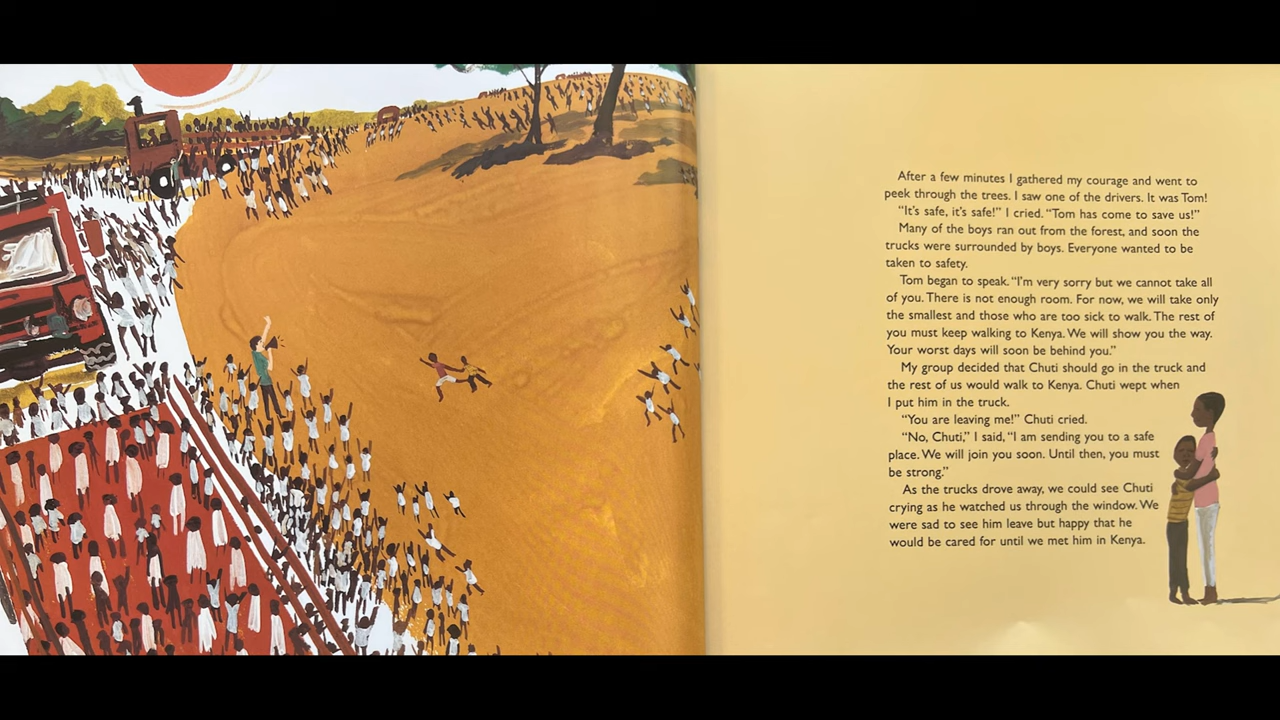 After a few minutes I gathered my courage and went to
peek through the trees. I saw one of the drivers. It was Tom!
“It’s safe, it’s safe!” I cried. “Tom has come to save us!”
Many of the boys ran out from the forest, and soon the
trucks were surrounded by boys. Everyone wanted to be
taken to safety.
Tom began to speak. “I’m very sorry but we cannot take all
of you. There is not enough room. For now, we will take only
the smallest and those who are too sick to walk. The rest of
you must keep walking to Kenya. We will show you the way.
Your worst days will soon be behind you.”
My group decided that Chuti should go in the truck and
the rest of us would walk to Kenya. Chuti wept when
I put him in the truck.
“You are leaving me!” Chuti cried.
“No, Chuti,” I said, “I am sending you to a safe
place. We will join you soon. Until then, you must
be strong.”
As the trucks drove away, we could see Chuti
crying as he watched us through the window. We
were sad to see him leave but happy that he
would be cared for until we met him in Kenya.